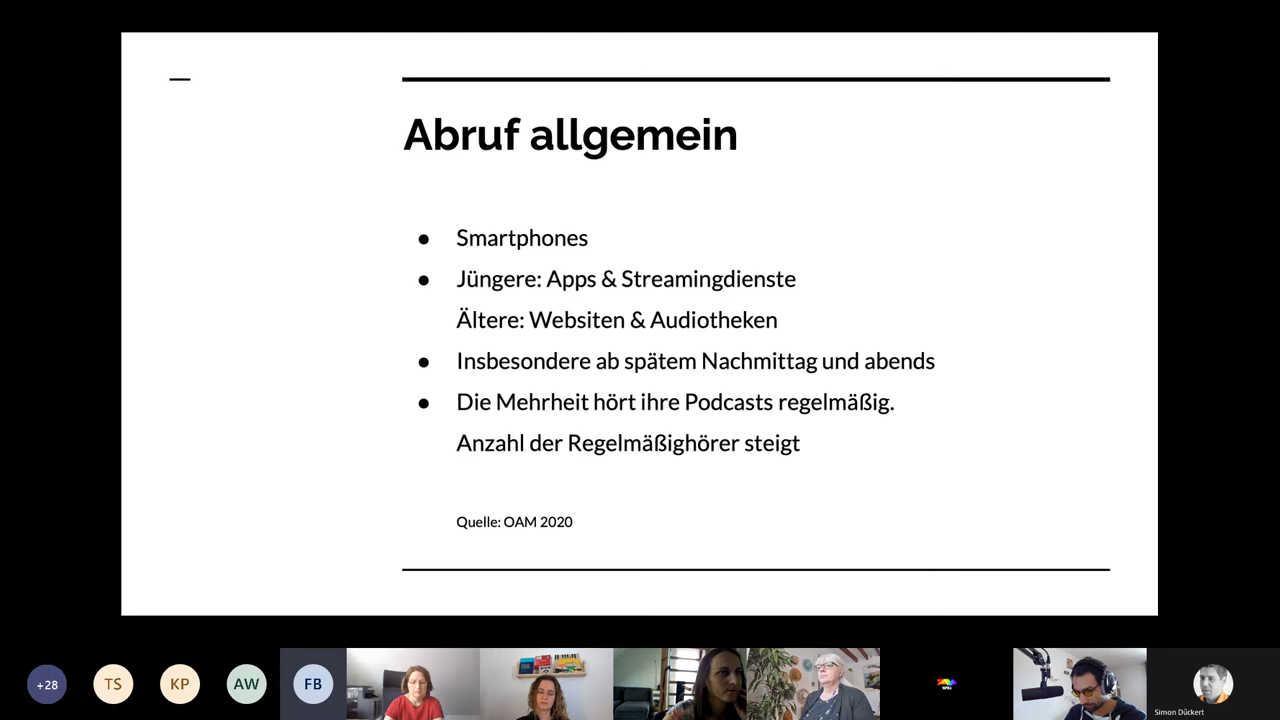 Abruf allgemein
● Smartphones
● Jüngere: Apps & Streamingdienste
Ältere: Websiten & Audiotheken
● Insbesondere ab spätem Nachmittag und abends
● Die Mehrheit hört ihre Podcasts regelmäßig.
Anzahl der Regelmäßighörer steigt
Quelle: OAM 2020
+28
TS
KP
AW
FB
Simon Dückert